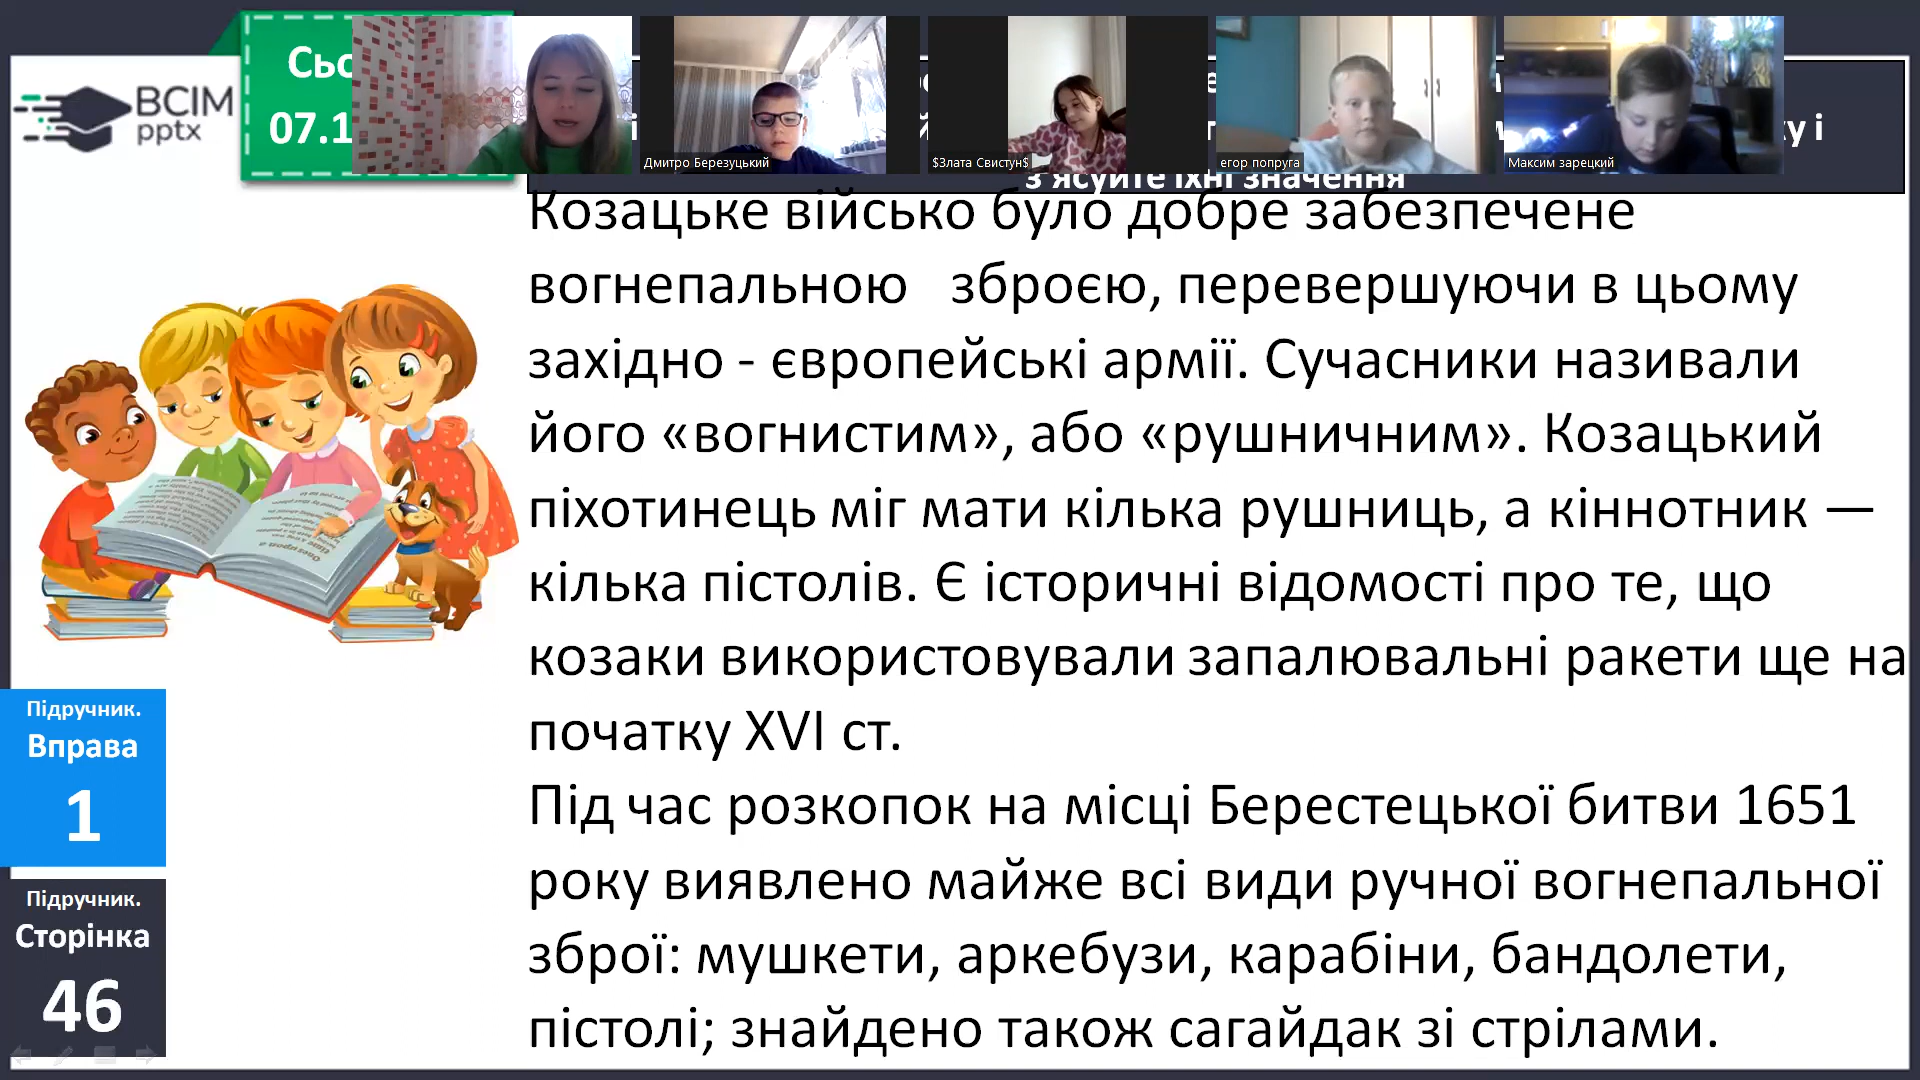 ВСІМ
pptx
Дмитро Березуцький
$Злата Свистун$
егор попруга
Максим зарецкий
з'ясуйте їхні значення
Козацьке військо було добре забезпечене
вогнепальною зброєю, перевершуючи в цьому
західно - європейські армії. Сучасники називали
його «вогнистим», або «рушничним». Козацький
піхотинець міг мати кілька рушниць, а кіннотник —
кілька пістолів. Є історичні відомості про те, що
козаки використовували запалювальні ракети ще на
початку XVI ст.
Під час розкопок на місці Берестецької битви 1651
року виявлено майже всі види ручної вогнепальної
зброї: мушкети, аркебузи, карабіни, бандолети,
пістолі; знайдено також сагайдак зі стрілами.
Підручник.
Вправа
1
Підручник.
Сторінка
46